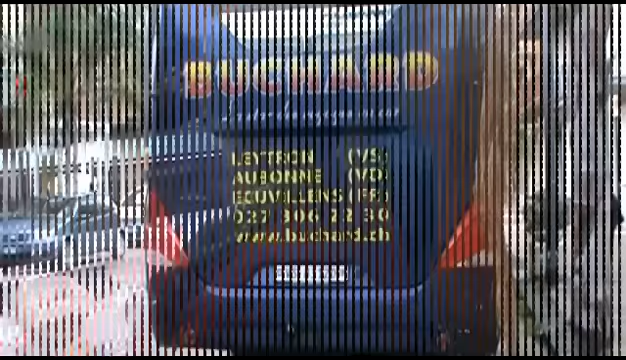 BUCHARD
LEYTRON (VS)
AUBONNE (VD)
ECUVILLENS (FR)
027 306 22 30
www.buchard.ch